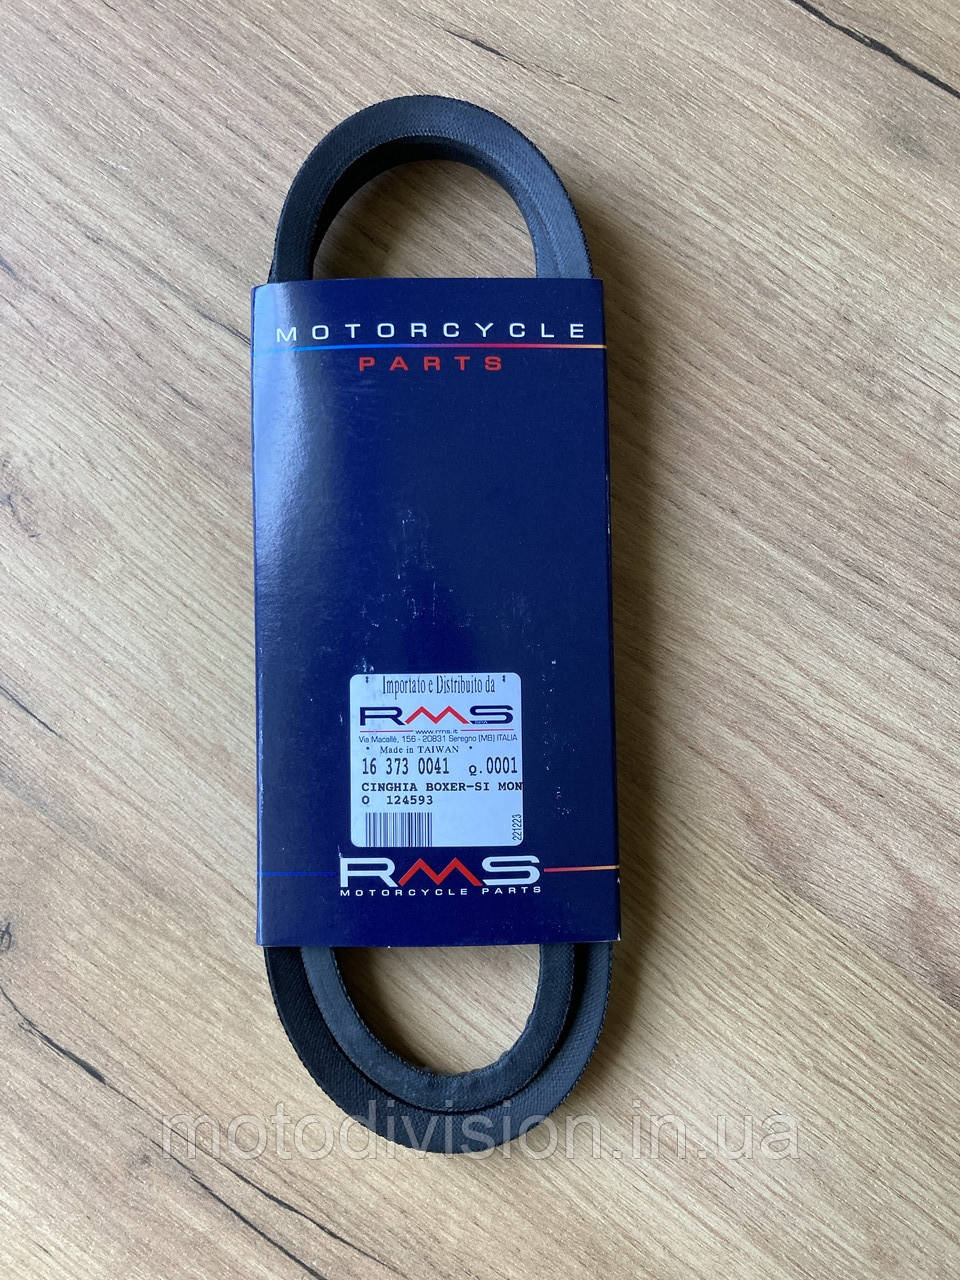 MOTORCYCLE
PARTS
* Importato e Distribuito da *
RMS SPA
www.rms.it
Via Macallè, 156 - 20831 Seregno (MB) ITALIA
* Made in TAIWAN *
16 373 0041 Q.0001
CINGHIA BOXER-SI MON
O 124593
221223
RMS
MOTORCYCLE PARTS
motodivision.in.ua